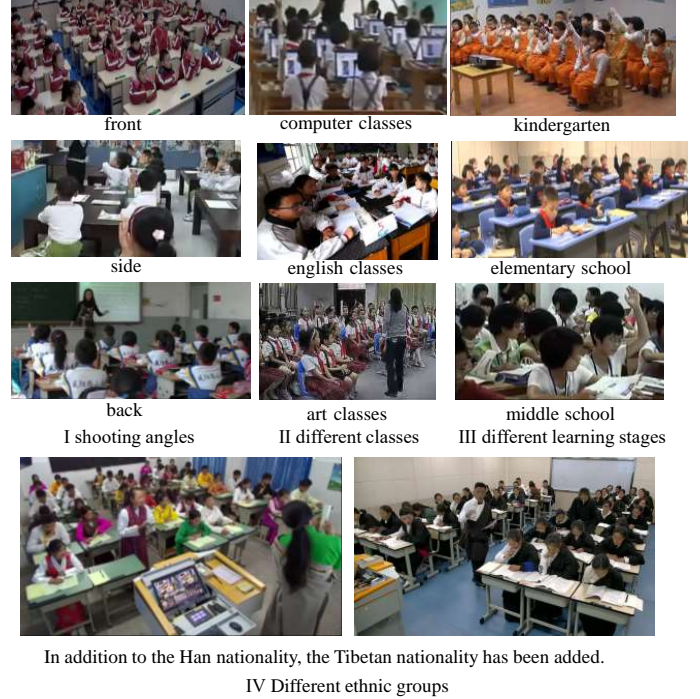 front
computer classes
kindergarten
side
english classes
elementary school
back
art classes
middle school
I shooting angles
II different classes
III different learning stages
In addition to the Han nationality, the Tibetan nationality has been added.
IV Different ethnic groups